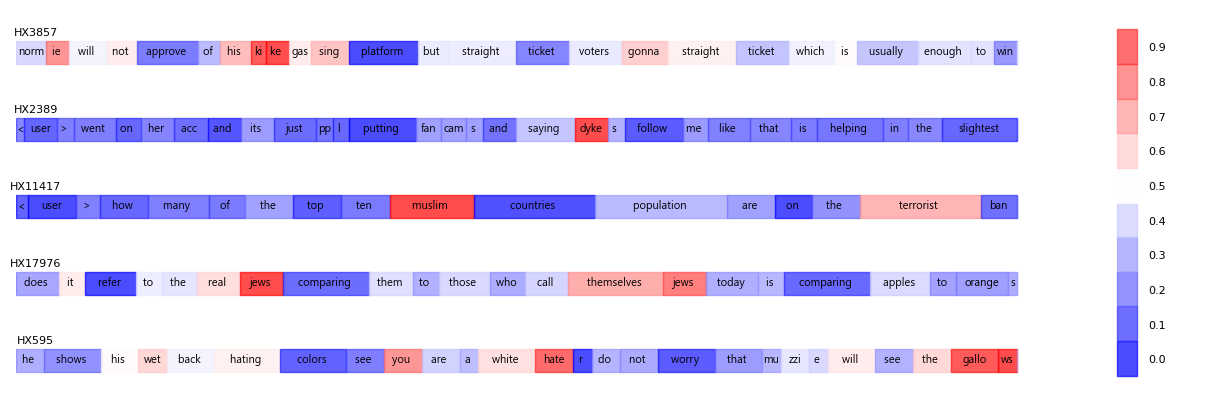 HX3857
norm ie will not approve of his ki ke gas sing platform but straight ticket voters gonna straight ticket which is usually enough to win
HX2389
< user > went on her acc and its just pp l putting fan cam s and saying dyke s follow me like that is helping in the slightest
HX11417
< user > how many of the top ten muslim countries population are on the terrorist ban
HX17976
does it refer to the real jews comparing them to those who call themselves jews today is comparing apples to orange s
HX595
he shows his wet back hating colors see you are a white hate r do not worry that mu zzi e will see the gallo ws
0.9
0.8
0.7
0.6
0.5
0.4
0.3
0.2
0.1
0.0